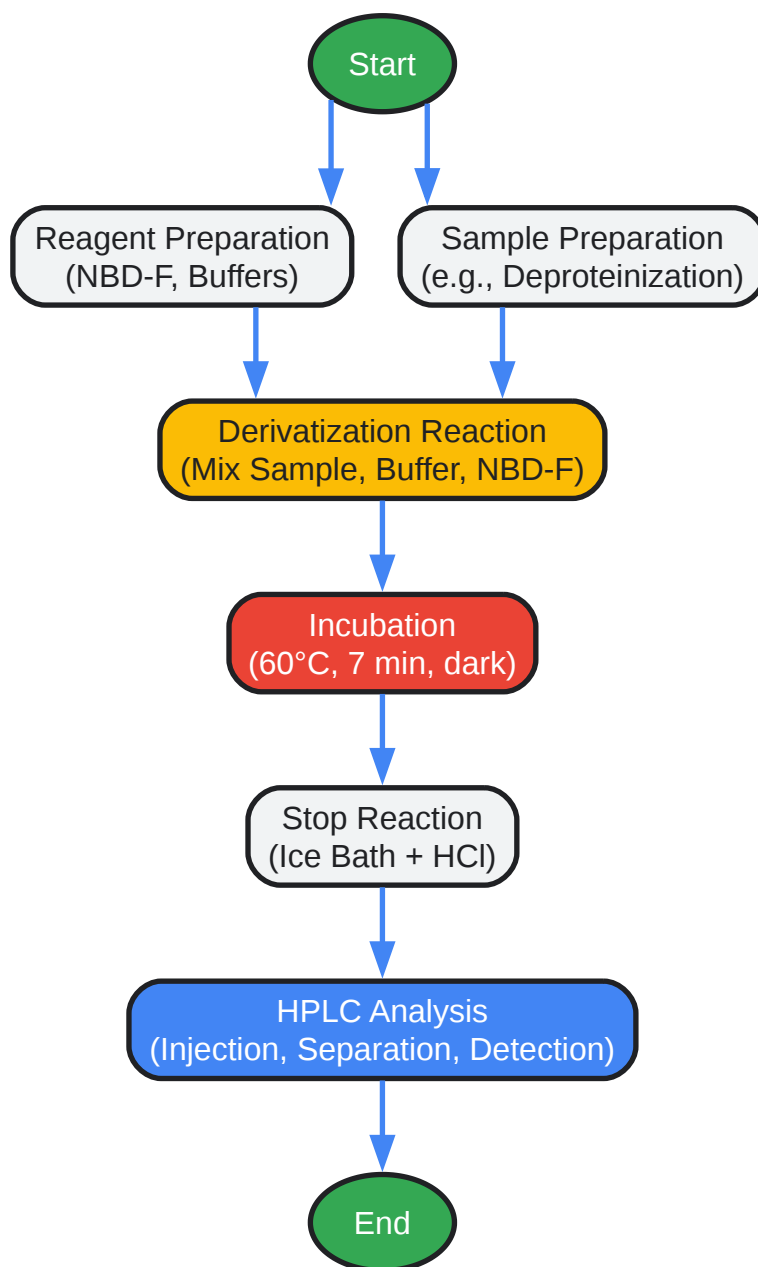 Start
Reagent Preparation
(NBD-F, Buffers)
Sample Preparation
(e.g., Deproteinization)
Derivatization Reaction
(Mix Sample, Buffer, NBD-F)
Incubation
(60°C, 7 min, dark)
Stop Reaction
(Ice Bath + HCl)
HPLC Analysis
(Injection, Separation, Detection)
End